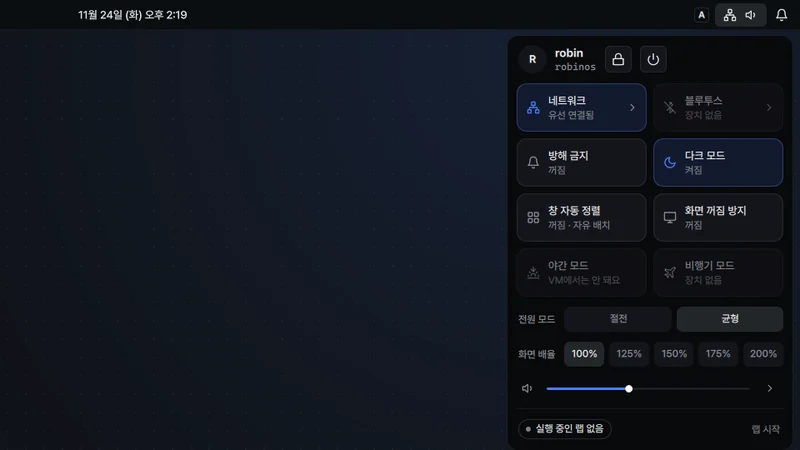 11월 24일 (화) 오후 2:19
A
R
robin
robinos
네트워크
유선 연결됨
블루투스
장치 없음
방해 금지
꺼짐
다크 모드
켜짐
창 자동 정렬
꺼짐 · 자유 배치
화면 꺼짐 방지
꺼짐
야간 모드
VM에서는 안 돼요
비행기 모드
장치 없음
전원 모드
절전
균형
화면 배율
100%
125%
150%
175%
200%
실행 중인 랩 없음
랩 시작